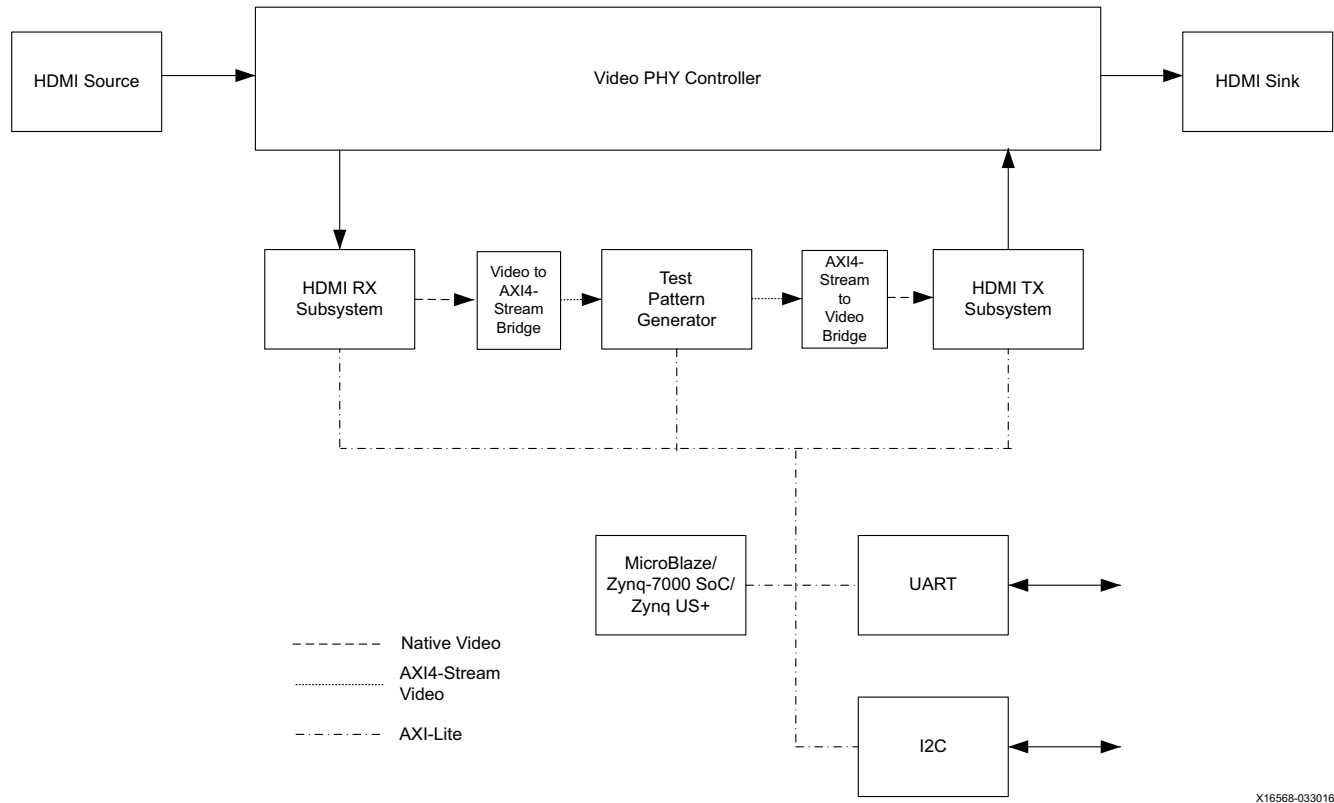 HDMI Source
Video PHY Controller
HDMI Sink
HDMI RX
Subsystem
Video to
AXI4-
Stream
Bridge
Test
Pattern
Generator
AXI4-
Stream
to
Video
Bridge
HDMI TX
Subsystem
MicroBlaze/
Zynq-7000 SoC/
Zynq US+
UART
Native Video
AXI4-Stream
Video
AXI-Lite
I2C
X16568-033016